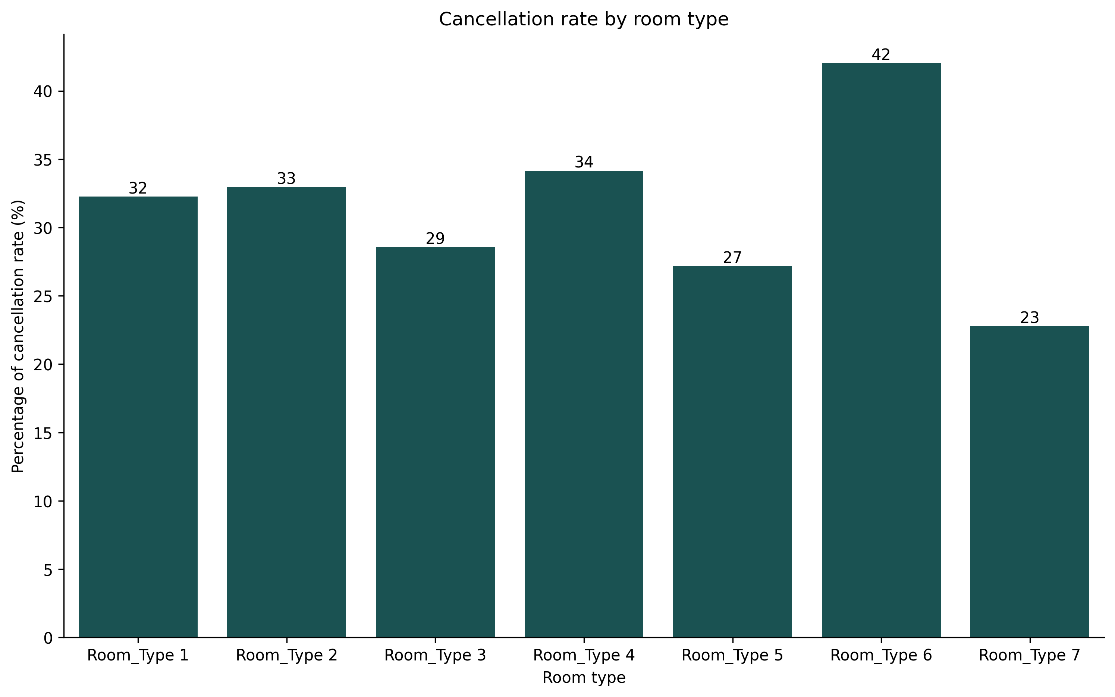 Cancellation rate by room type
Percentage of cancellation rate (%)
40
35
30
25
20
15
10
5
0
32
33
29
34
27
42
23
Room_Type 1
Room_Type 2
Room_Type 3
Room_Type 4
Room_Type 5
Room_Type 6
Room_Type 7
Room type